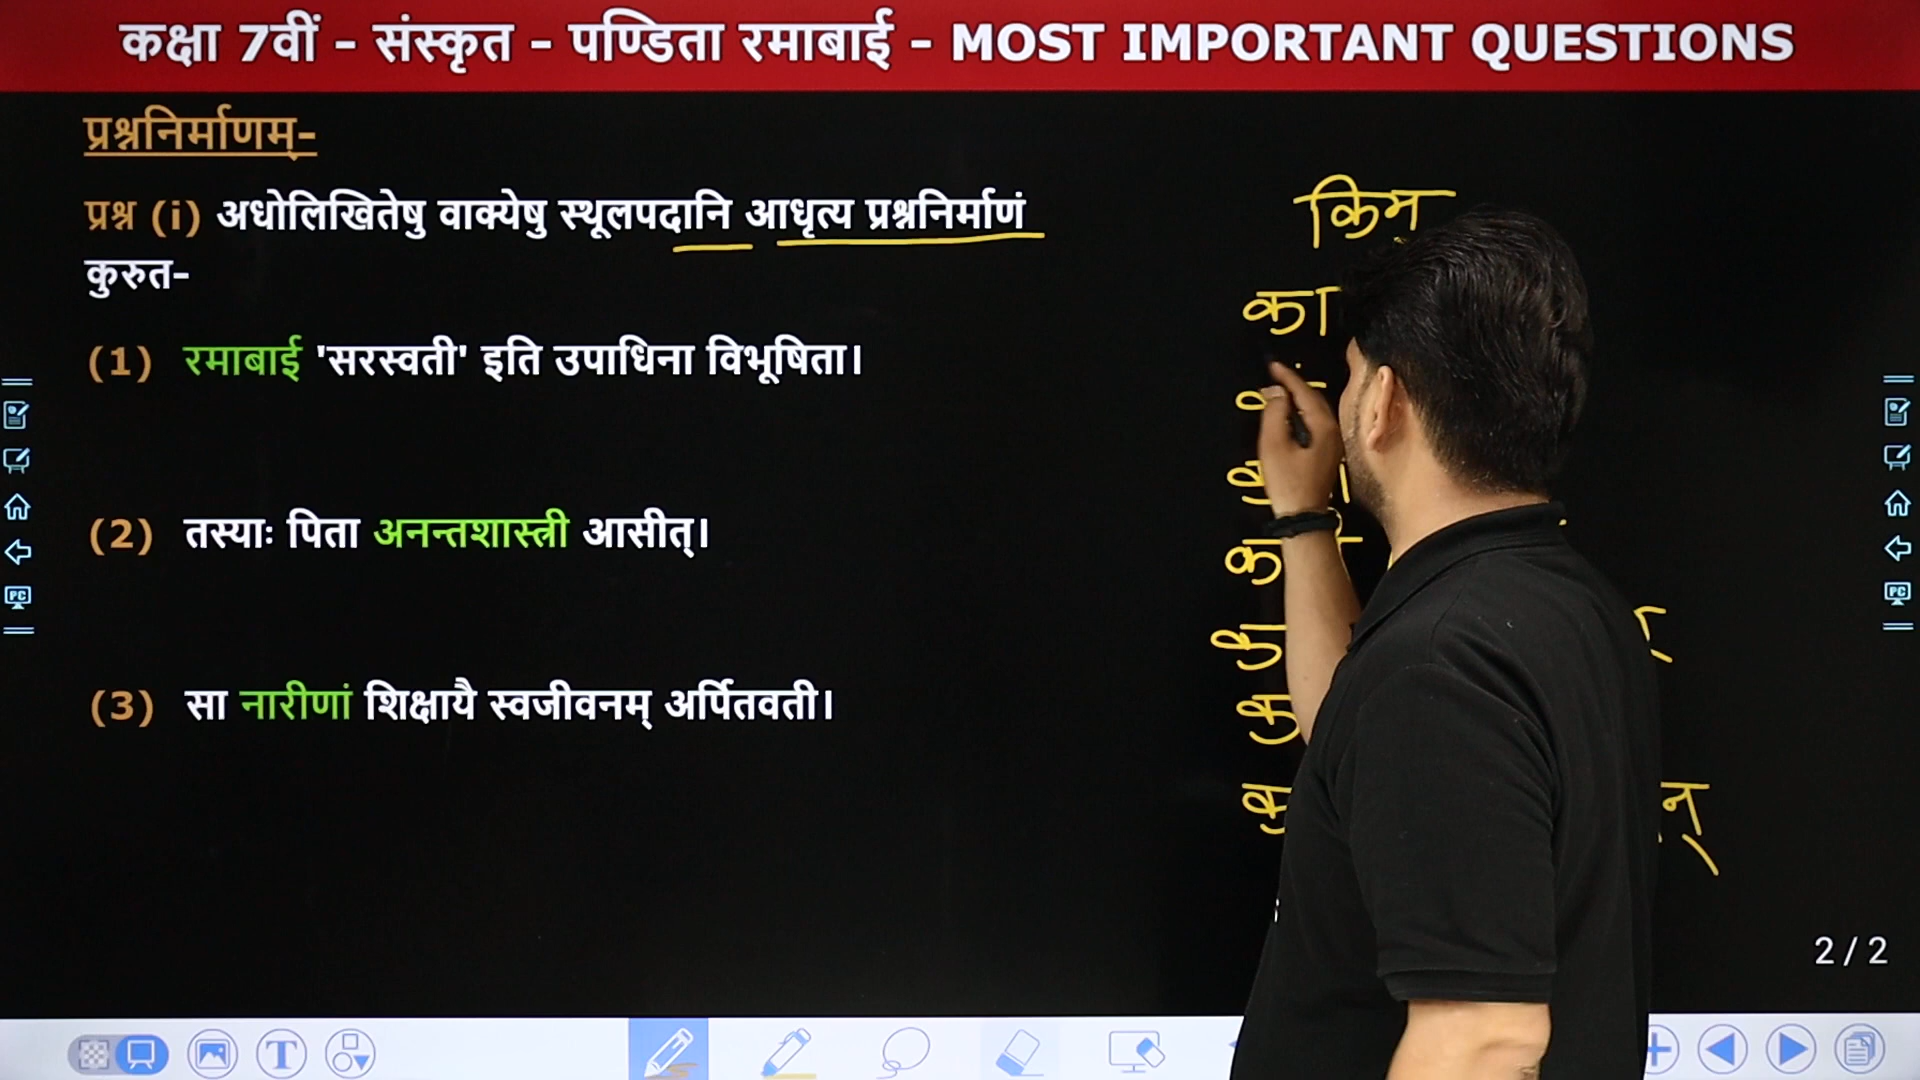 कक्षा 7वीं - संस्कृत - पण्डिता रमाबाई - MOST IMPORTANT QUESTIONS
प्रश्ननिर्माणम्-
प्रश्न (i) अधोलिखितेषु वाक्येषु स्थूलपदानि आधृत्य प्रश्ननिर्माणं
कुरुत-
(1) रमाबाई 'सरस्वती' इति उपाधिना विभूषिता।
(2) तस्याः पिता अनन्तशास्त्री आसीत्।
(3) सा नारीणां शिक्षायै स्वजीवनम् अर्पितवती।
किम्
का
2 / 2